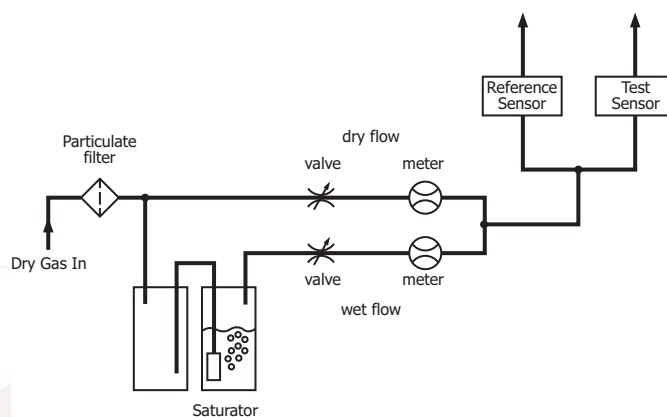 Reference
Sensor
Test
Sensor
Particulate
filter
dry flow
valve
meter
Dry Gas In
valve
meter
wet flow
Saturator